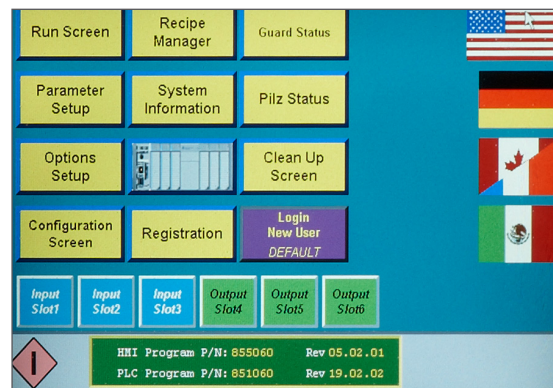 Run Screen
Recipe
Manager
Guard Status
Parameter
Setup
System
Information
Pilz Status
Options
Setup
Clean Up
Screen
Configuration
Screen
Registration
Login
New User
DEFAULT
Input
Slot1
Input
Slot2
Input
Slot3
Output
Slot4
Output
Slot5
Output
Slot6
I
HMI Program P/N: 855060 Rev 05.02.01
PLC Program P/N: 851060 Rev 19.02.02